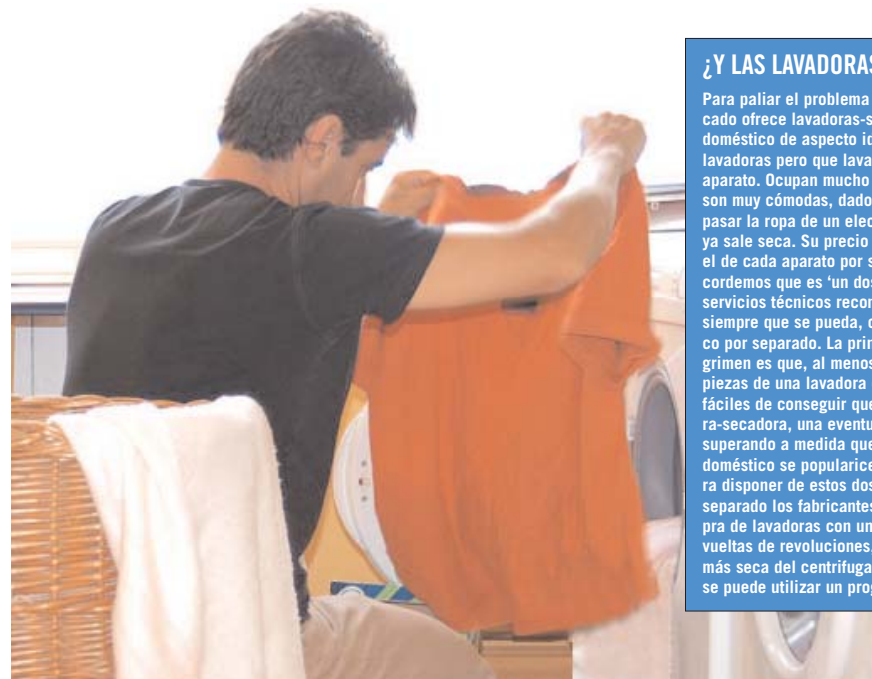 ¿Y LAS LAVADORAS
Para paliar el problema
cado ofrece lavadoras-s
doméstico de aspecto id
lavadoras pero que lava
aparato. Ocupan mucho
son muy cómodas, dado
pasar la ropa de un elec
ya sale seca. Su precio
el de cada aparato por s
cordemos que es ‘un dos
servicios técnicos recon
siempre que se pueda, c
co por separado. La prin
grimen es que, al menos
piezas de una lavadora
fáciles de conseguir que
ra-secadora, una eventu
superando a medida que
doméstico se popularice
ra disponer de estos dos
separado los fabricantes
pra de lavadoras con un
vueltas de revoluciones.
más seca del centrifuga
se puede utilizar un prog